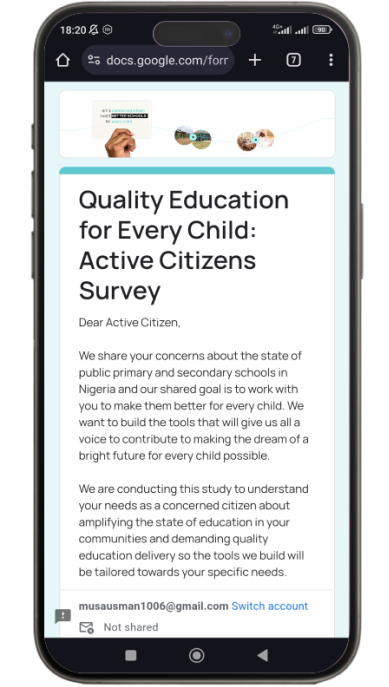 18:20
4G+
90
docs.google.com/forr
7
BETTER SCHOOLS
Quality Education
for Every Child:
Active Citizens
Survey
Dear Active Citizen,
We share your concerns about the state of
public primary and secondary schools in
Nigeria and our shared goal is to work with
you to make them better for every child. We
want to build the tools that will give us all a
voice to contribute to making the dream of a
bright future for every child possible.
We are conducting this study to understand
your needs as a concerned citizen about
amplifying the state of education in your
communities and demanding quality
education delivery so the tools we build will
be tailored towards your specific needs.
musausman1006@gmail.com Switch account
Not shared